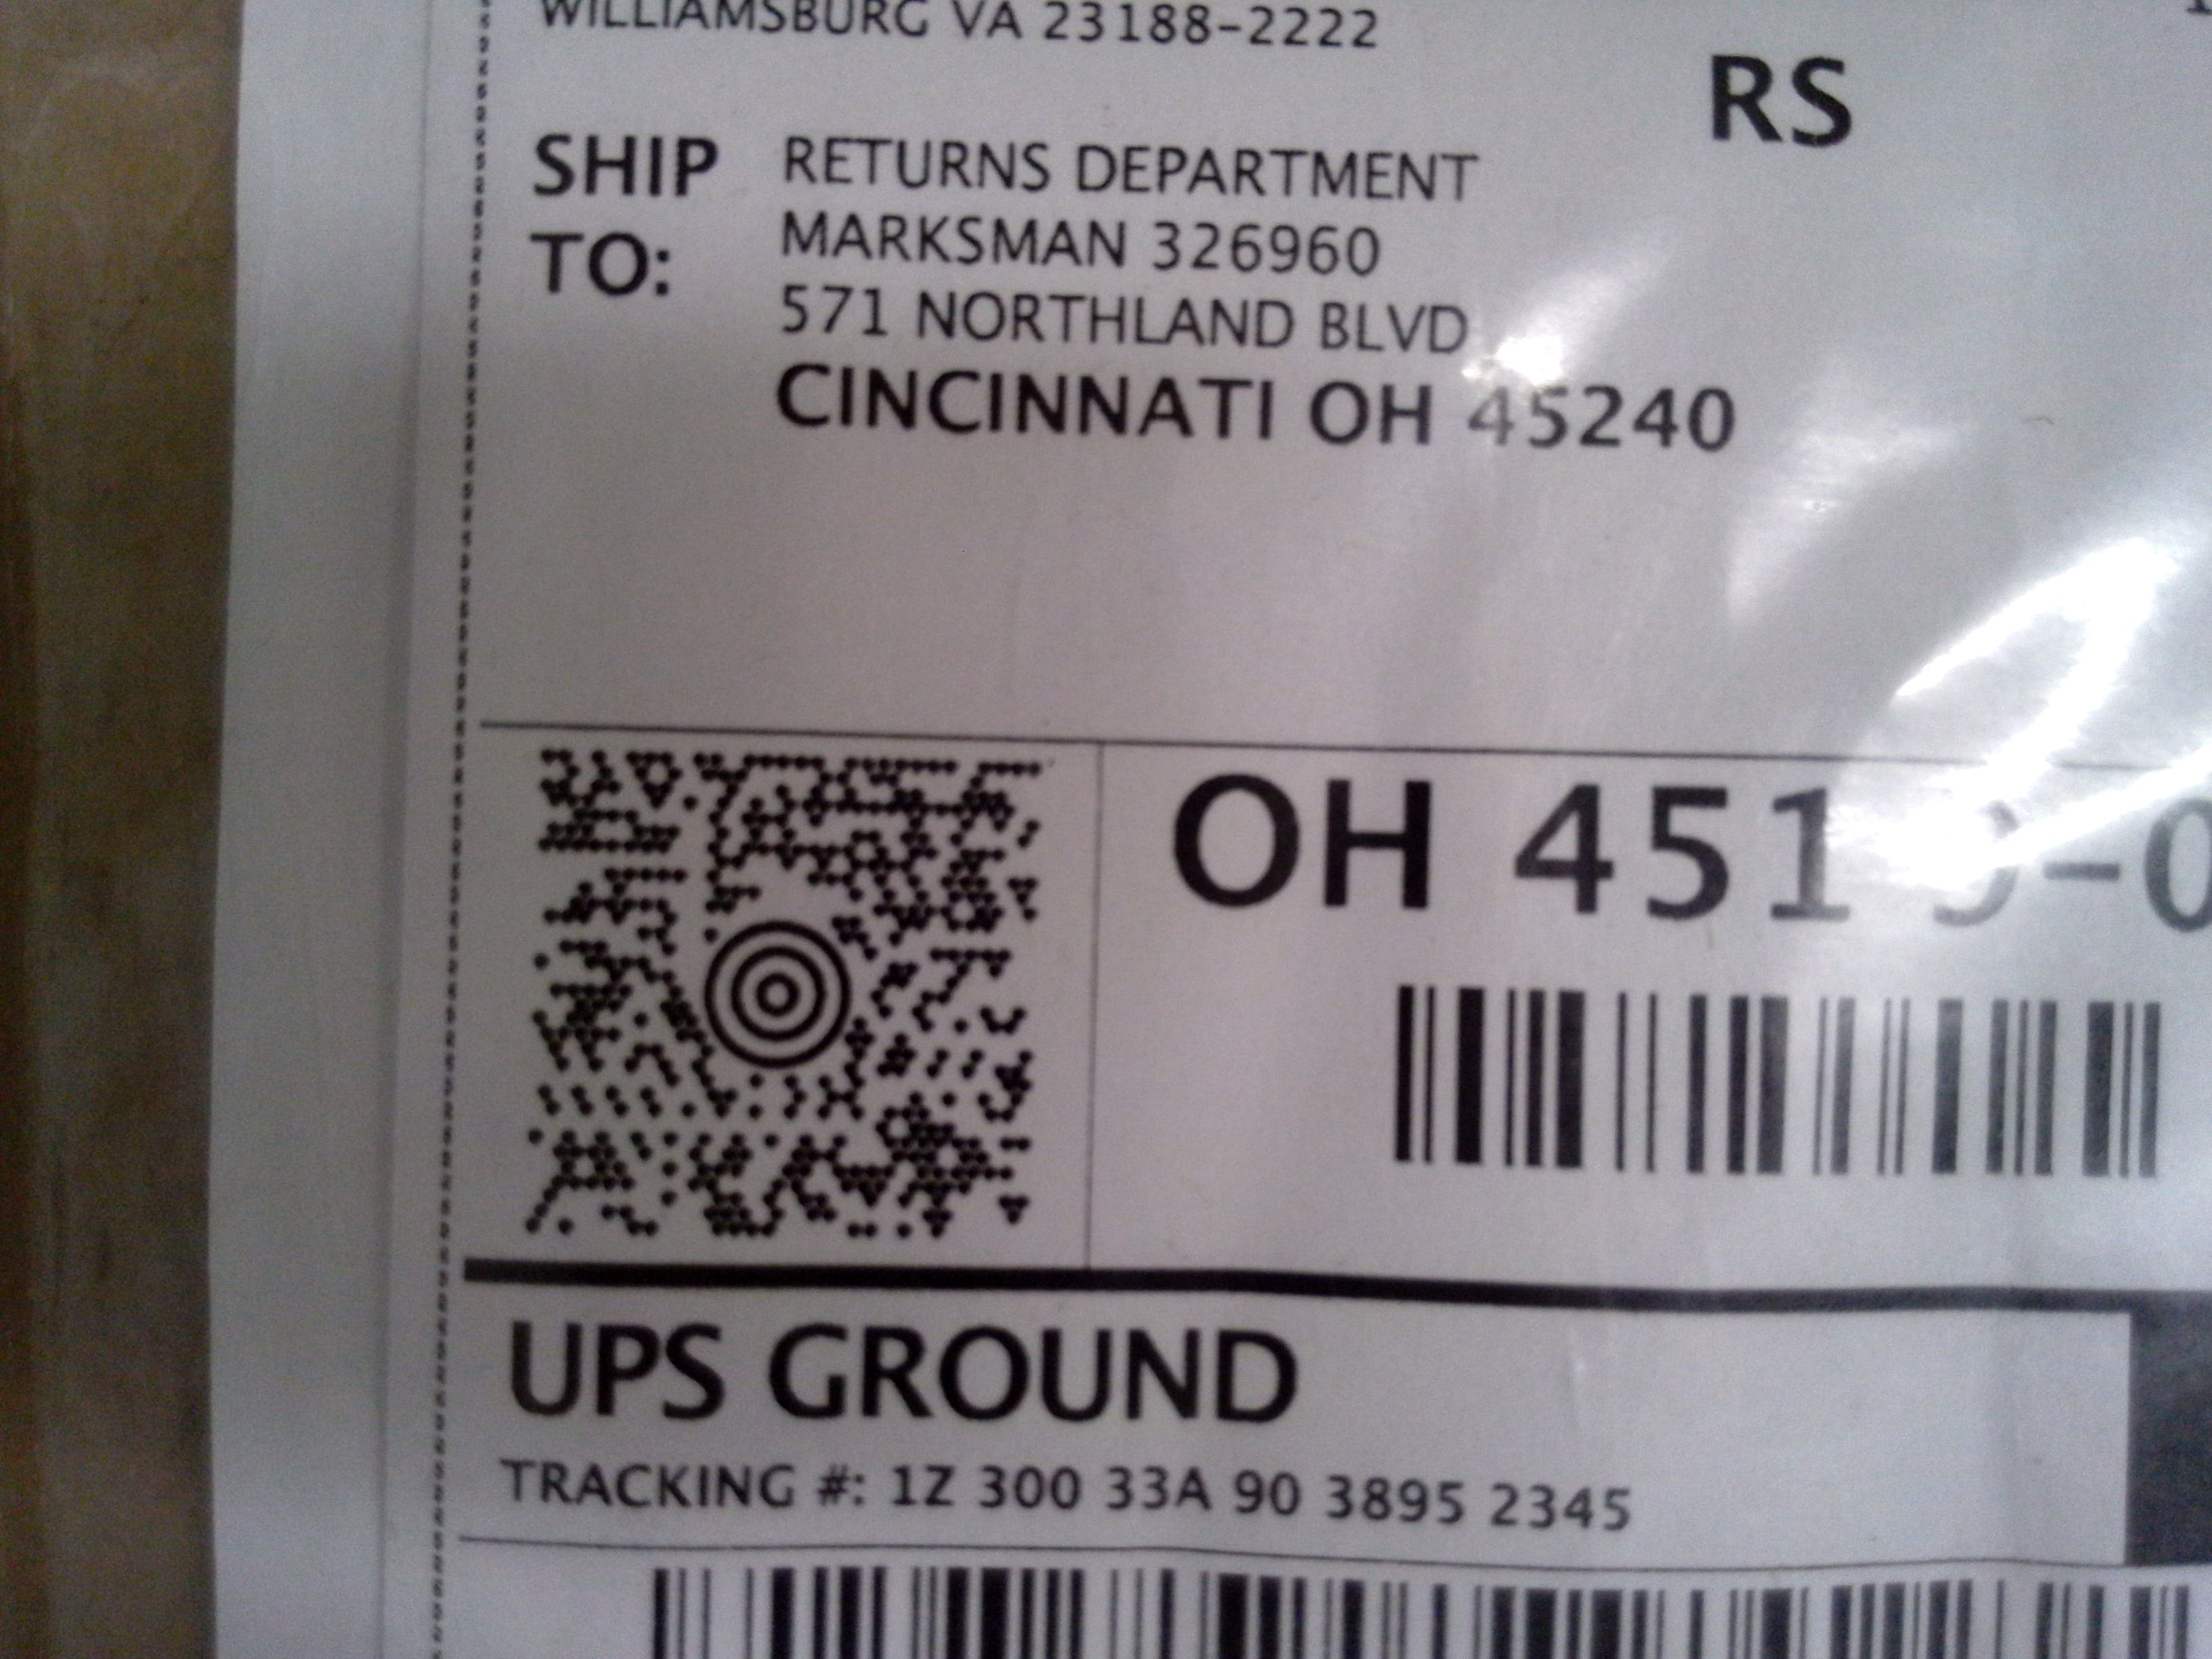 WILLIAMSBURG VA 23188-2222
RS
SHIP TO:
RETURNS DEPARTMENT
MARKSMAN 326960
571 NORTHLAND BLVD
CINCINNATI OH 45240
OH
UPS GROUND
TRACKING #: 1Z 300 33A 90 3895 2345